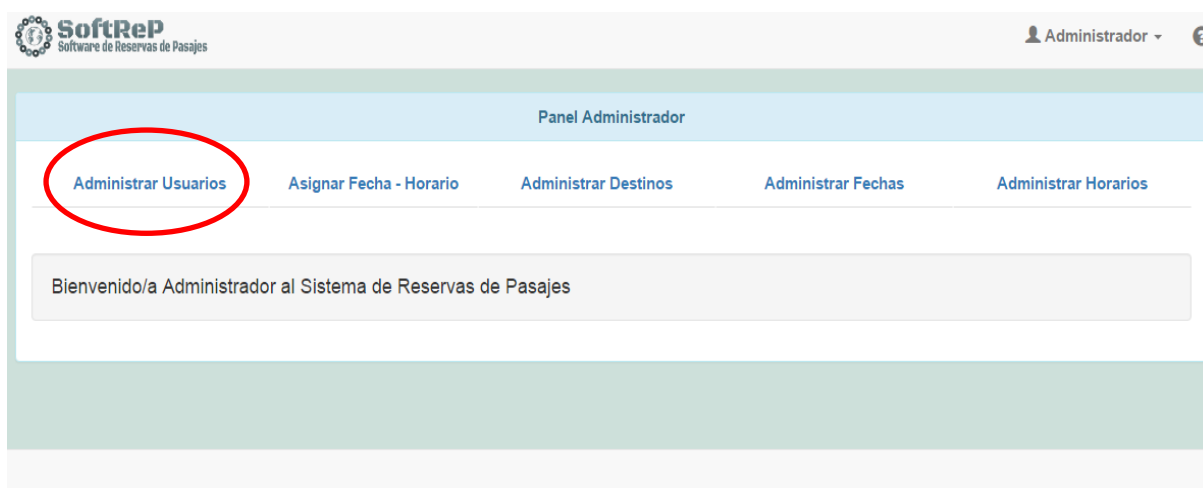 SoftReP
Software de Reservas de Pasajes
Administrador
Panel Administrador
Administrar Usuarios
Asignar Fecha - Horario
Administrar Destinos
Administrar Fechas
Administrar Horarios
Bienvenido/a Administrador al Sistema de Reservas de Pasajes